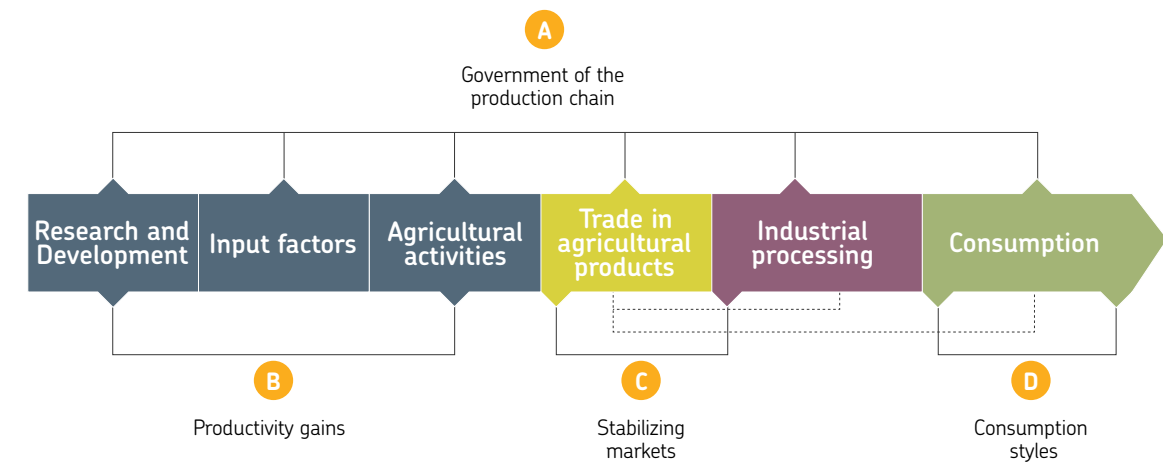 A
Government of the
production chain
Research and
Development
Input factors
Agricultural
activities
Trade in
agricultural
products
Industrial
processing
Consumption
B
Productivity gains
C
Stabilizing
markets
D
Consumption
styles